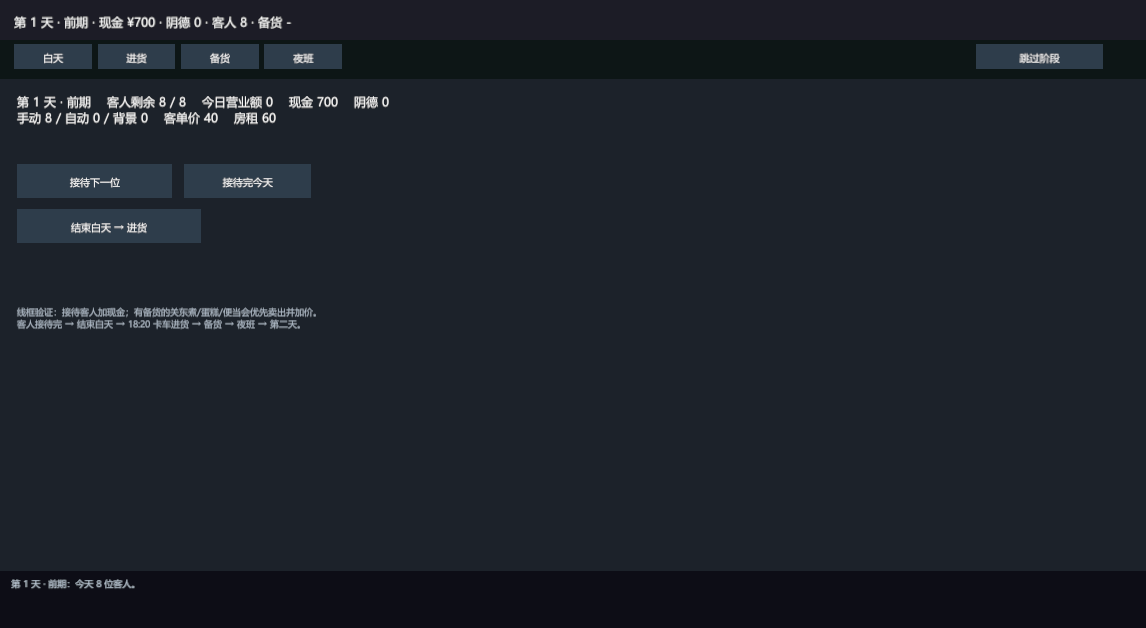 第 1 天 · 前期 · 现金 ¥700 · 阴德 0 · 客人 8 · 备货 -
白天 进货 备货 夜班 跳过阶段
第 1 天 · 前期 客人剩余 8 / 8 今日营业额 0 现金 700 阴德 0
手动 8 / 自动 0 / 背景 0 客单价 40 房租 60
接待下一位 接待完今天
结束白天 → 进货
线框验证：接待客人加现金；有备货的关东煮/蛋糕/便当会优先卖出并加价。
客人接待完 → 结束白天 → 18:20 卡车进货 → 备货 → 夜班 → 第二天。
第 1 天 · 前期：今天 8 位客人。